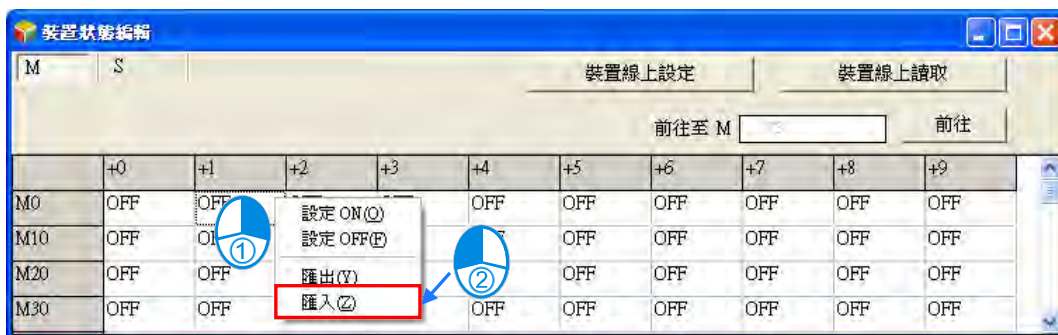 裝置狀態編輯
M S 裝置線上設定 裝置線上讀取
前往至 M 前往
+0 +1 +2 +3 +4 +5 +6 +7 +8 +9
M0 OFF OFF OFF OFF OFF OFF OFF OFF
設定 ON(O)
M10 OFF OFF OFF OFF OFF OFF OFF
設定 OFF(F)
①
M20 OFF OFF OFF OFF OFF OFF OFF
匯出(Y)
②
M30 OFF OFF OFF OFF OFF OFF OFF OFF
匯入(Z)